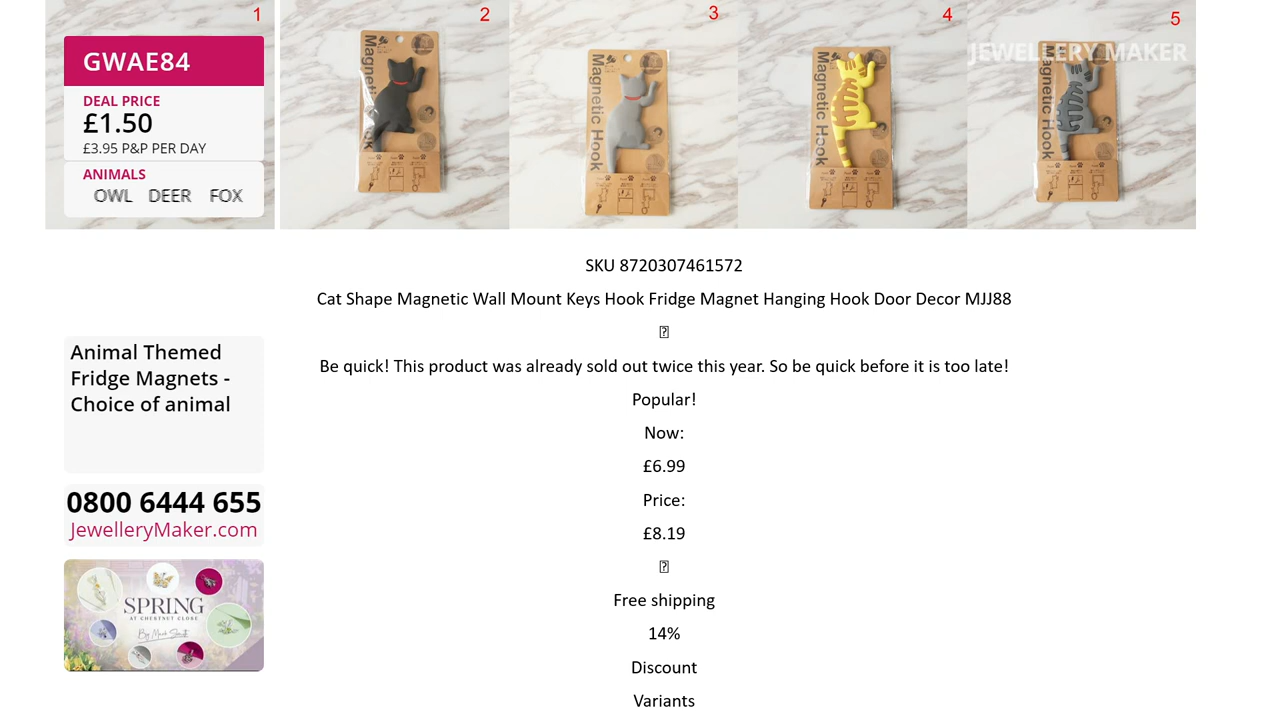 1
2
3
4
5
GWAE84
DEAL PRICE
£1.50
£3.95 P&P PER DAY
ANIMALS
OWL DEER FOX
Magnetic Hook
Magnetic Hook
Magnetic Hook
Magnetic Hook
JEWELLERY MAKER
SKU 8720307461572
Cat Shape Magnetic Wall Mount Keys Hook Fridge Magnet Hanging Hook Door Decor MJJ88
Be quick! This product was already sold out twice this year. So be quick before it is too late!
Popular!
Now:
£6.99
Price:
£8.19
Free shipping
14%
Discount
Variants
Animal Themed
Fridge Magnets -
Choice of animal
0800 6444 655
JewelleryMaker.com
SPRING
AT CHESTNUT CLOSE
By Mark Smith